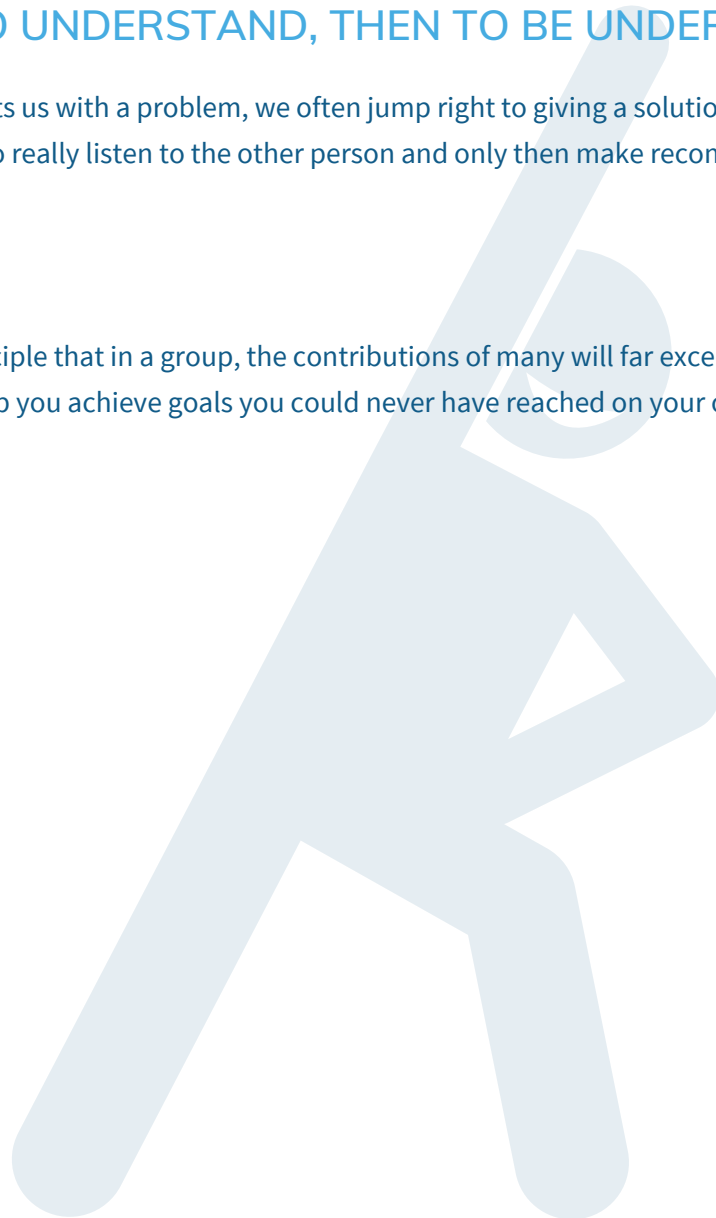 UNDERSTAND, THEN TO BE UNDER
us with a problem, we often jump right to giving a solutio
really listen to the other person and only then make recom
ciple that in a group, the contributions of many will far exce
you achieve goals you could never have reached on your